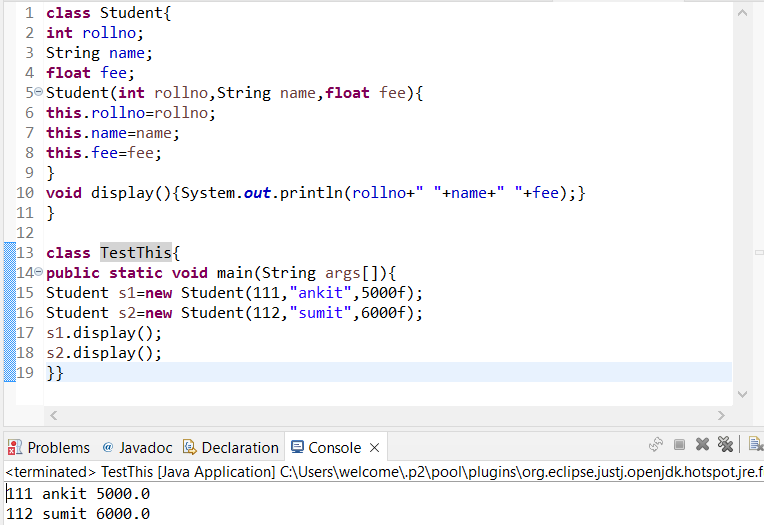 1 class Student{
2 int rollno;
3 String name;
4 float fee;
5 Student(int rollno,String name,float fee){
6 this.rollno=rollno;
7 this.name=name;
8 this.fee=fee;
9 }
10 void display(){System.out.println(rollno+" "+name+" "+fee);}
11 }
12
13 class TestThis{
14 public static void main(String args[]){
15 Student s1=new Student(111,"ankit",5000f);
16 Student s2=new Student(112,"sumit",6000f);
17 s1.display();
18 s2.display();
19 }}
Problems @ Javadoc Declaration Console
<terminated> TestThis [Java Application] C:\Users\welcome\.p2\pool\plugins\org.eclipse.justj.openjdk.hotspot.jre.f
111 ankit 5000.0
112 sumit 6000.0